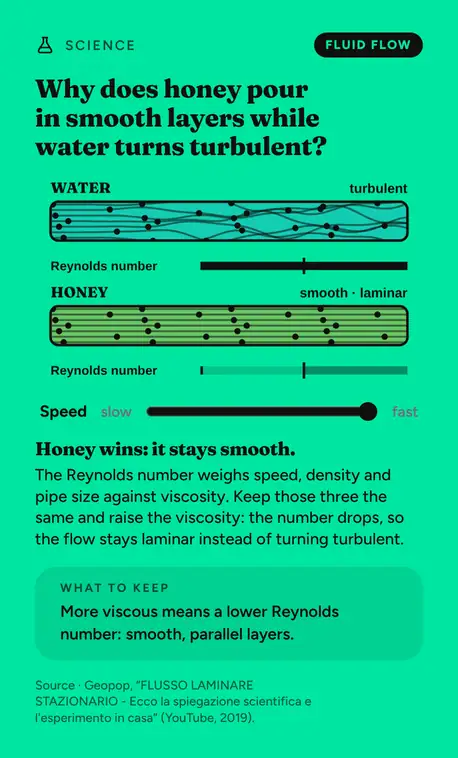 SCIENCE
FLUID FLOW
Why does honey pour
in smooth layers while
water turns turbulent?
WATER
turbulent
Reynolds number
HONEY
smooth · laminar
Reynolds number
Speed slow fast
Honey wins: it stays smooth.
The Reynolds number weighs speed, density and
pipe size against viscosity. Keep those three the
same and raise the viscosity: the number drops, so
the flow stays laminar instead of turning turbulent.
WHAT TO KEEP
More viscous means a lower Reynolds
number: smooth, parallel layers.
Source · Geopop, “FLUSSO LAMINARE
STAZIONARIO - Ecco la spiegazione scientifica e
l'esperimento in casa” (YouTube, 2019).